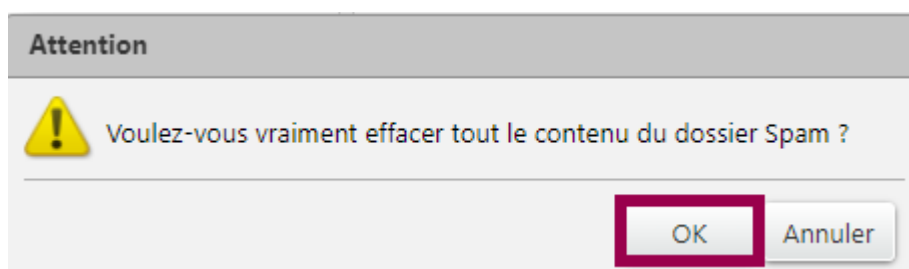 Attention
Voulez-vous vraiment effacer tout le contenu du dossier Spam ?
OK Annuler